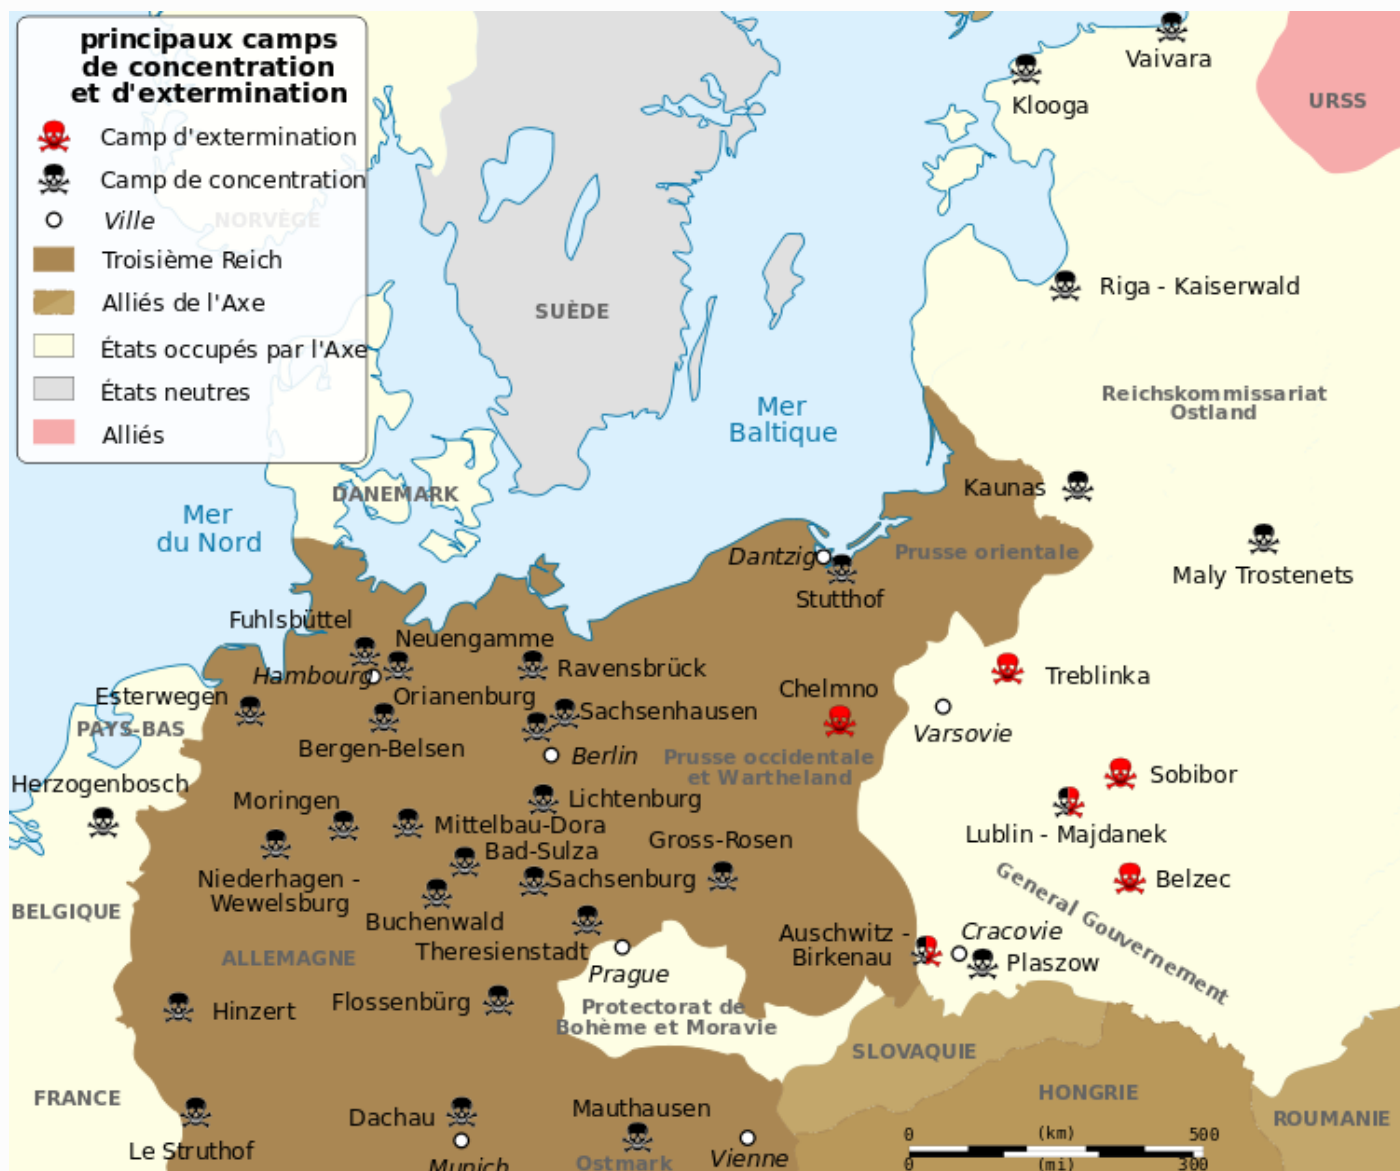 principaux camps
de concentration
et d'extermination
Camp d'extermination
Camp de concentration
Ville
Troisième Reich
Alliés de l'Axe
États occupés par l'Axe
États neutres
Alliés
NORVÈGE
SUÈDE
DANEMARK
Mer
Baltique
Mer
du Nord
Vaivara
Klooga
URSS
Riga - Kaiserwald
Reichskommissariat
Ostland
Kaunas
Maly Trostenets
Dantzig
Stutthof
Prusse orientale
Fuhlsbüttel
Neuengamme
Hambourg
Ravensbrück
Esterwegen
Orianenburg
Sachsenhausen
PAYS-BAS
Bergen-Belsen
Berlin
Chelmno
Treblinka
Varsovie
Prusse occidentale
et Wartheland
Sobibor
Herzogenbosch
Moringen
Lichtenburg
Mittelbau-Dora
Gross-Rosen
Lublin - Majdanek
Bad-Sulza
Niederhagen -
Wewelsburg
Sachsenburg
Belzec
BELGIQUE
Buchenwald
Theresienstadt
Auschwitz -
Birkenau
Cracovie
Plaszow
General Gouvernement
ALLEMAGNE
Prague
Hinzert
Flossenbürg
Protectorat de
Bohème et Moravie
SLOVAQUIE
FRANCE
HONGRIE
ROUMANIE
Le Struthof
Dachau
Mauthausen
Munich
Ostmark
Vienne
0 (km) 500
0 (mi) 300